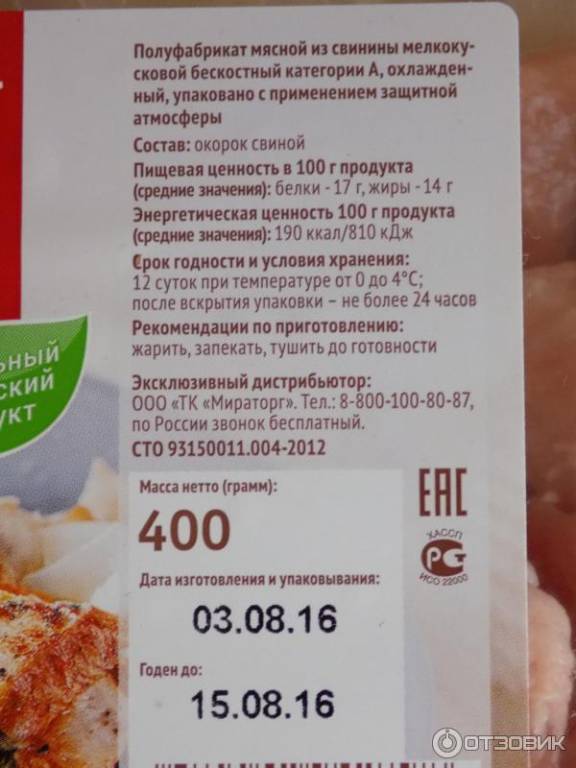 Полуфабрикат мясной из свинины мелкоку-
сковой бескостный категории А, охлажден-
ный, упаковано с применением защитной
атмосферы
Состав: окорок свиной
Пищевая ценность в 100 г продукта
(средние значения): белки - 17 г, жиры - 14 г
Энергетическая ценность 100 г продукта
(средние значения): 190 ккал/810 кДж
Срок годности и условия хранения:
12 суток при температуре от 0 до 4°С;
после вскрытия упаковки – не более 24 часов
Рекомендации по приготовлению:
жарить, запекать, тушить до готовности
Эксклюзивный дистрибьютор:
ООО «ТК «Мираторг». Тел.: 8-800-100-80-87,
по России звонок бесплатный.
СТО 93150011.004-2012
ьный
ский
укт
Масса нетто (грамм):
400
EAC
ХАССП
РСТ
ИСО 22000
Дата изготовления и упаковывания:
03.08.16
Годен до:
15.08.16
ОТЗОВИК